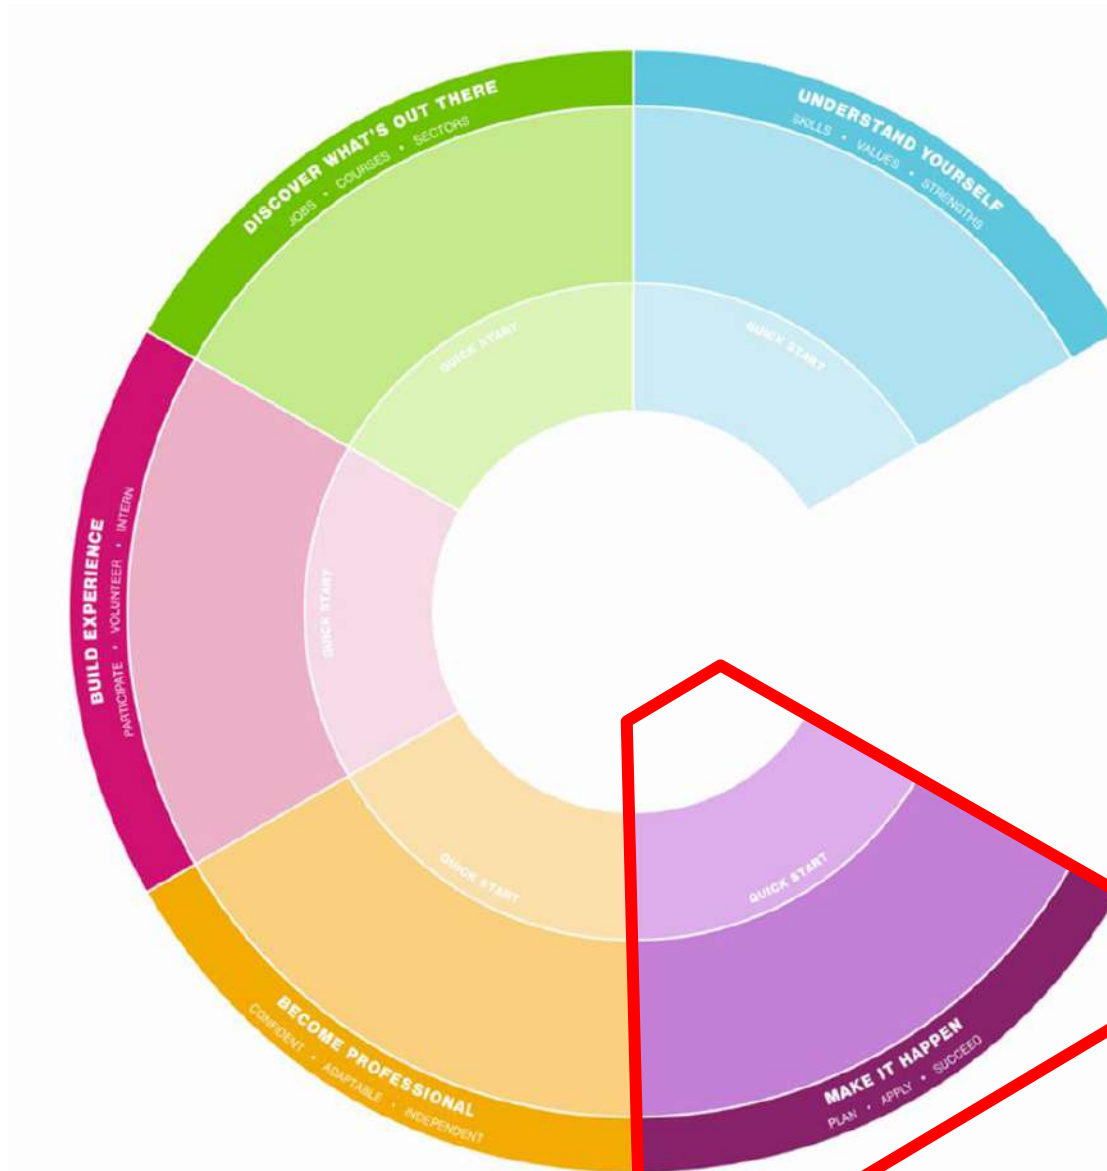 DISCOVER WHAT'S OUT THERE
JOBS • COURSES • SECTORS
QUICK START
UNDERSTAND YOURSELF
SKILLS • VALUES • STRENGTHS
QUICK START
BUILD EXPERIENCE
PARTICIPATE • VOLUNTEER • INTERN
QUICK START
BECOME PROFESSIONAL
CONFIDENT • ADAPTABLE • INDEPENDENT
QUICK START
MAKE IT HAPPEN
PLAN • APPLY • SUCCEED
QUICK START